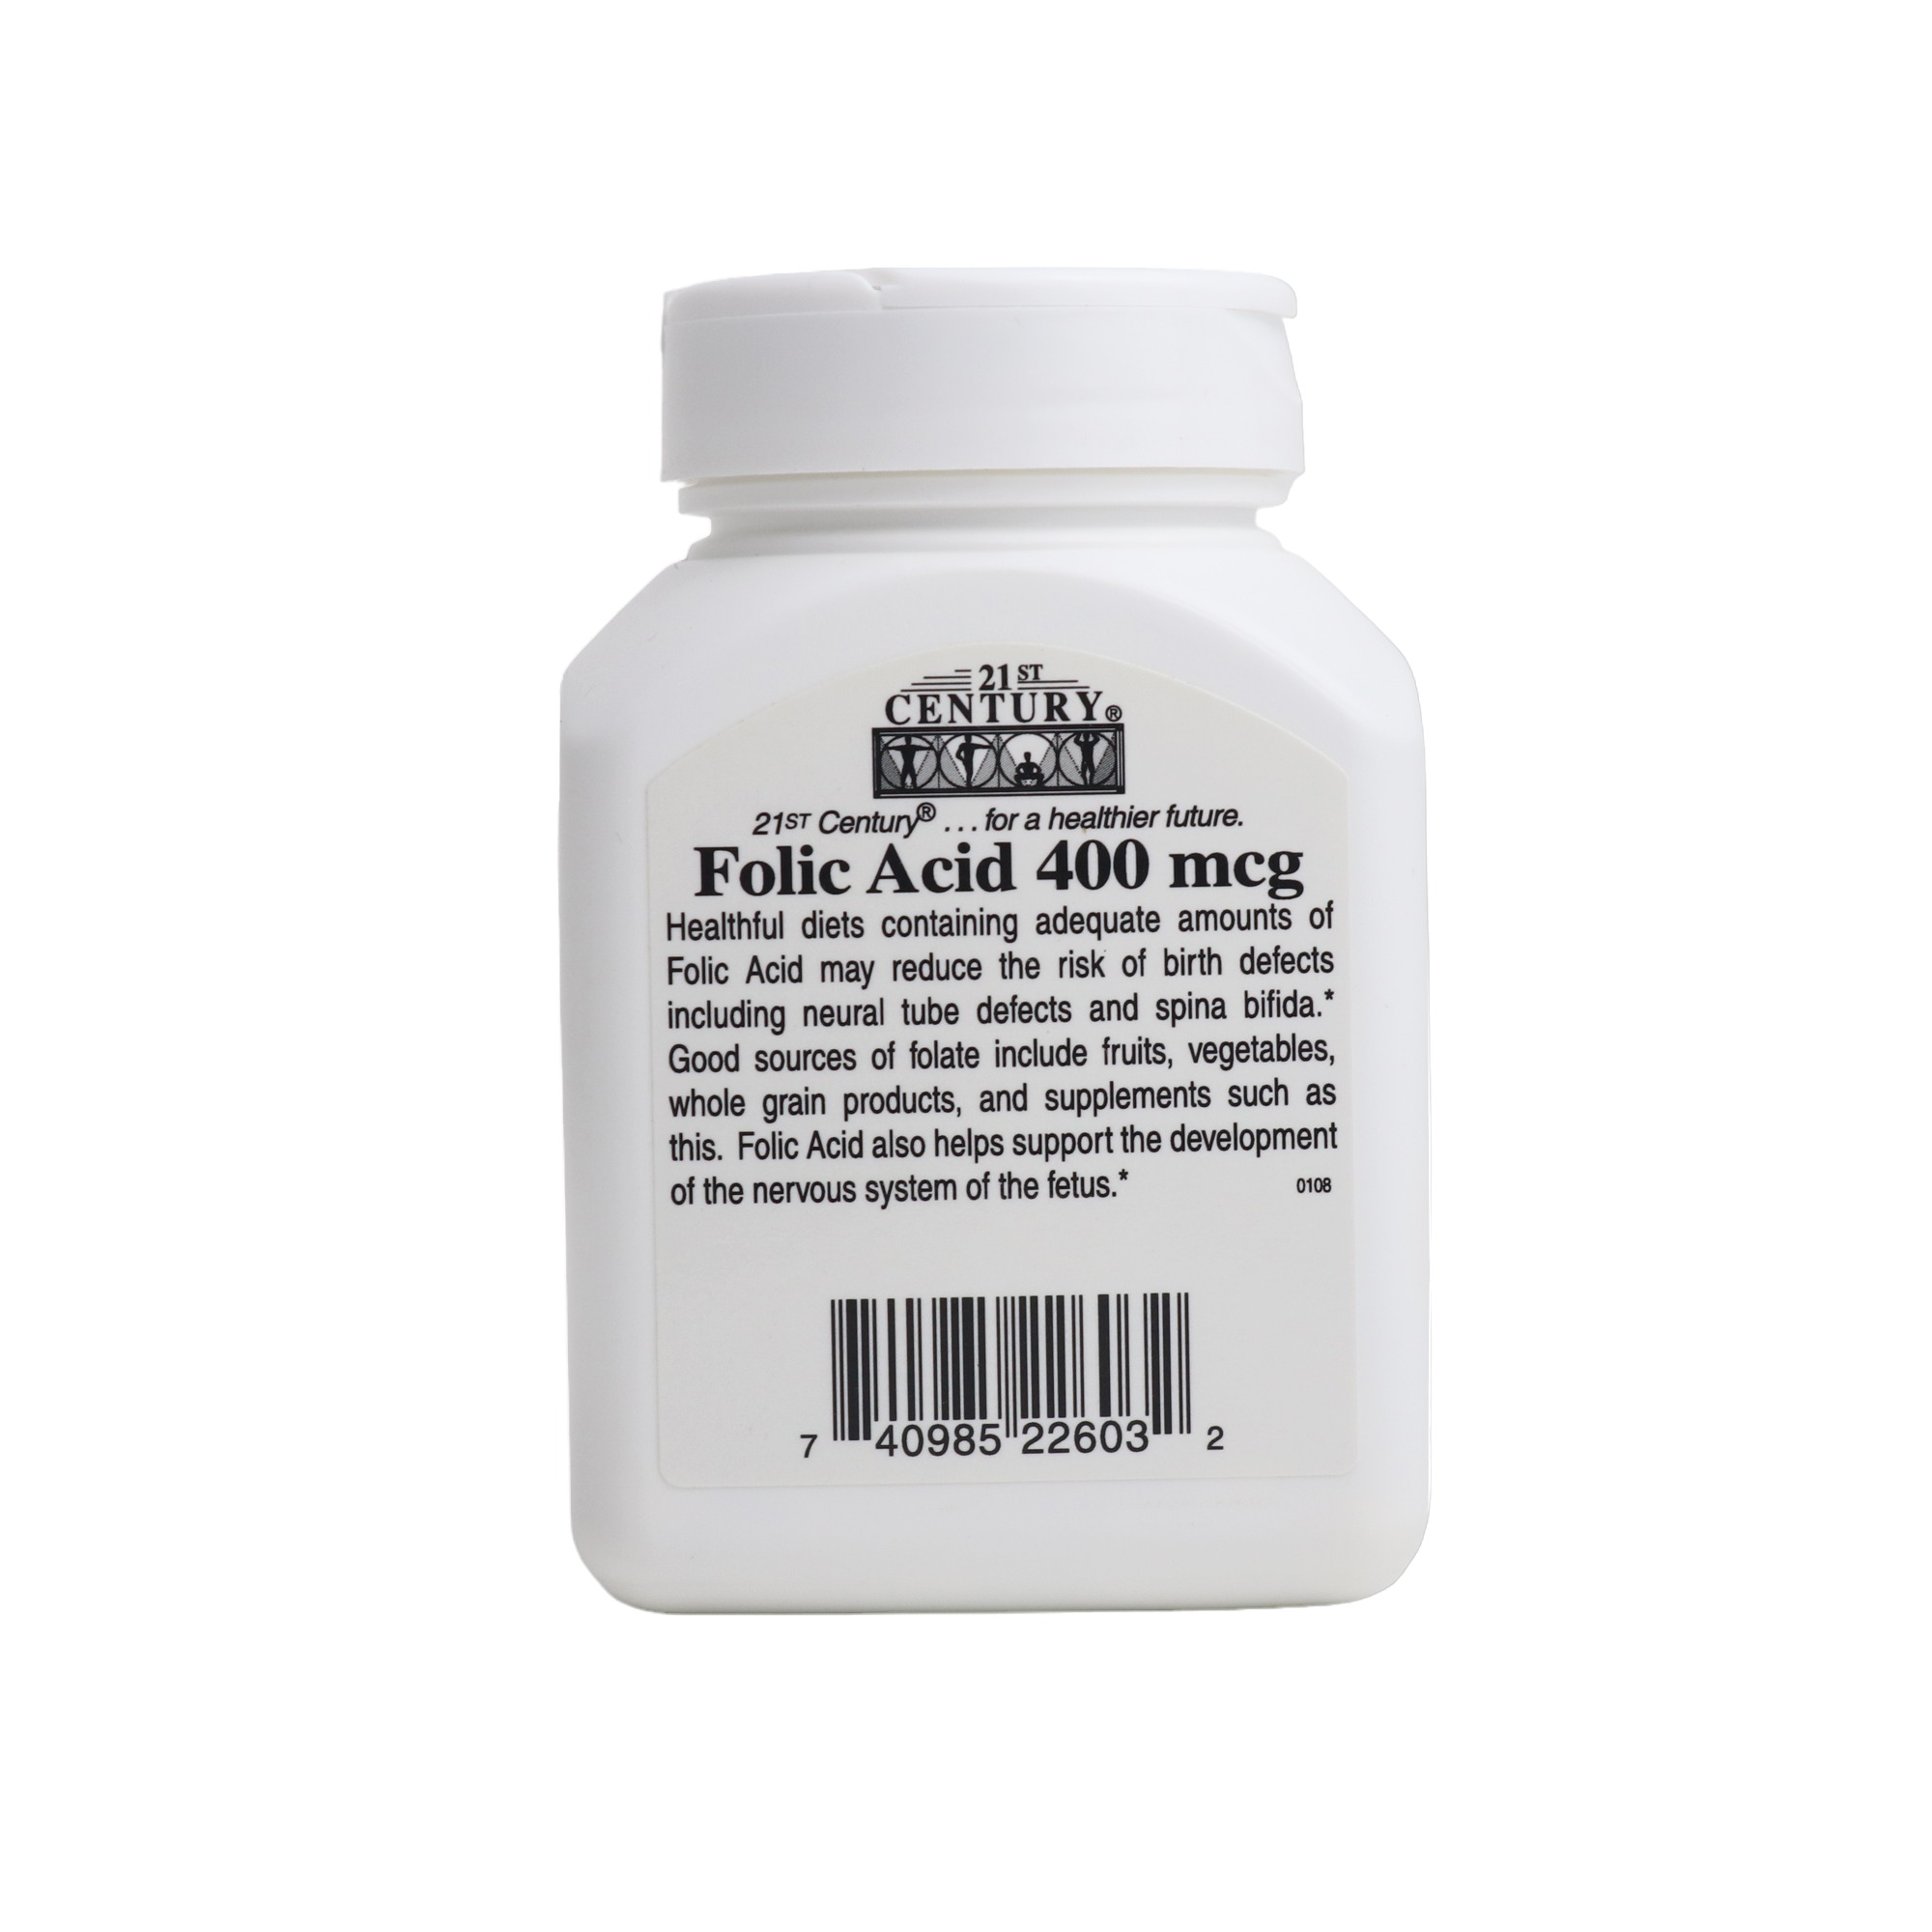 21ST
CENTURY®
21ST Century® ... for a healthier future.
Folic Acid 400 mcg
Healthful diets containing adequate amounts of
Folic Acid may reduce the risk of birth defects
including neural tube defects and spina bifida.*
Good sources of folate include fruits, vegetables,
whole grain products, and supplements such as
this. Folic Acid also helps support the development
of the nervous system of the fetus.* 0108
7 40985 22603 2